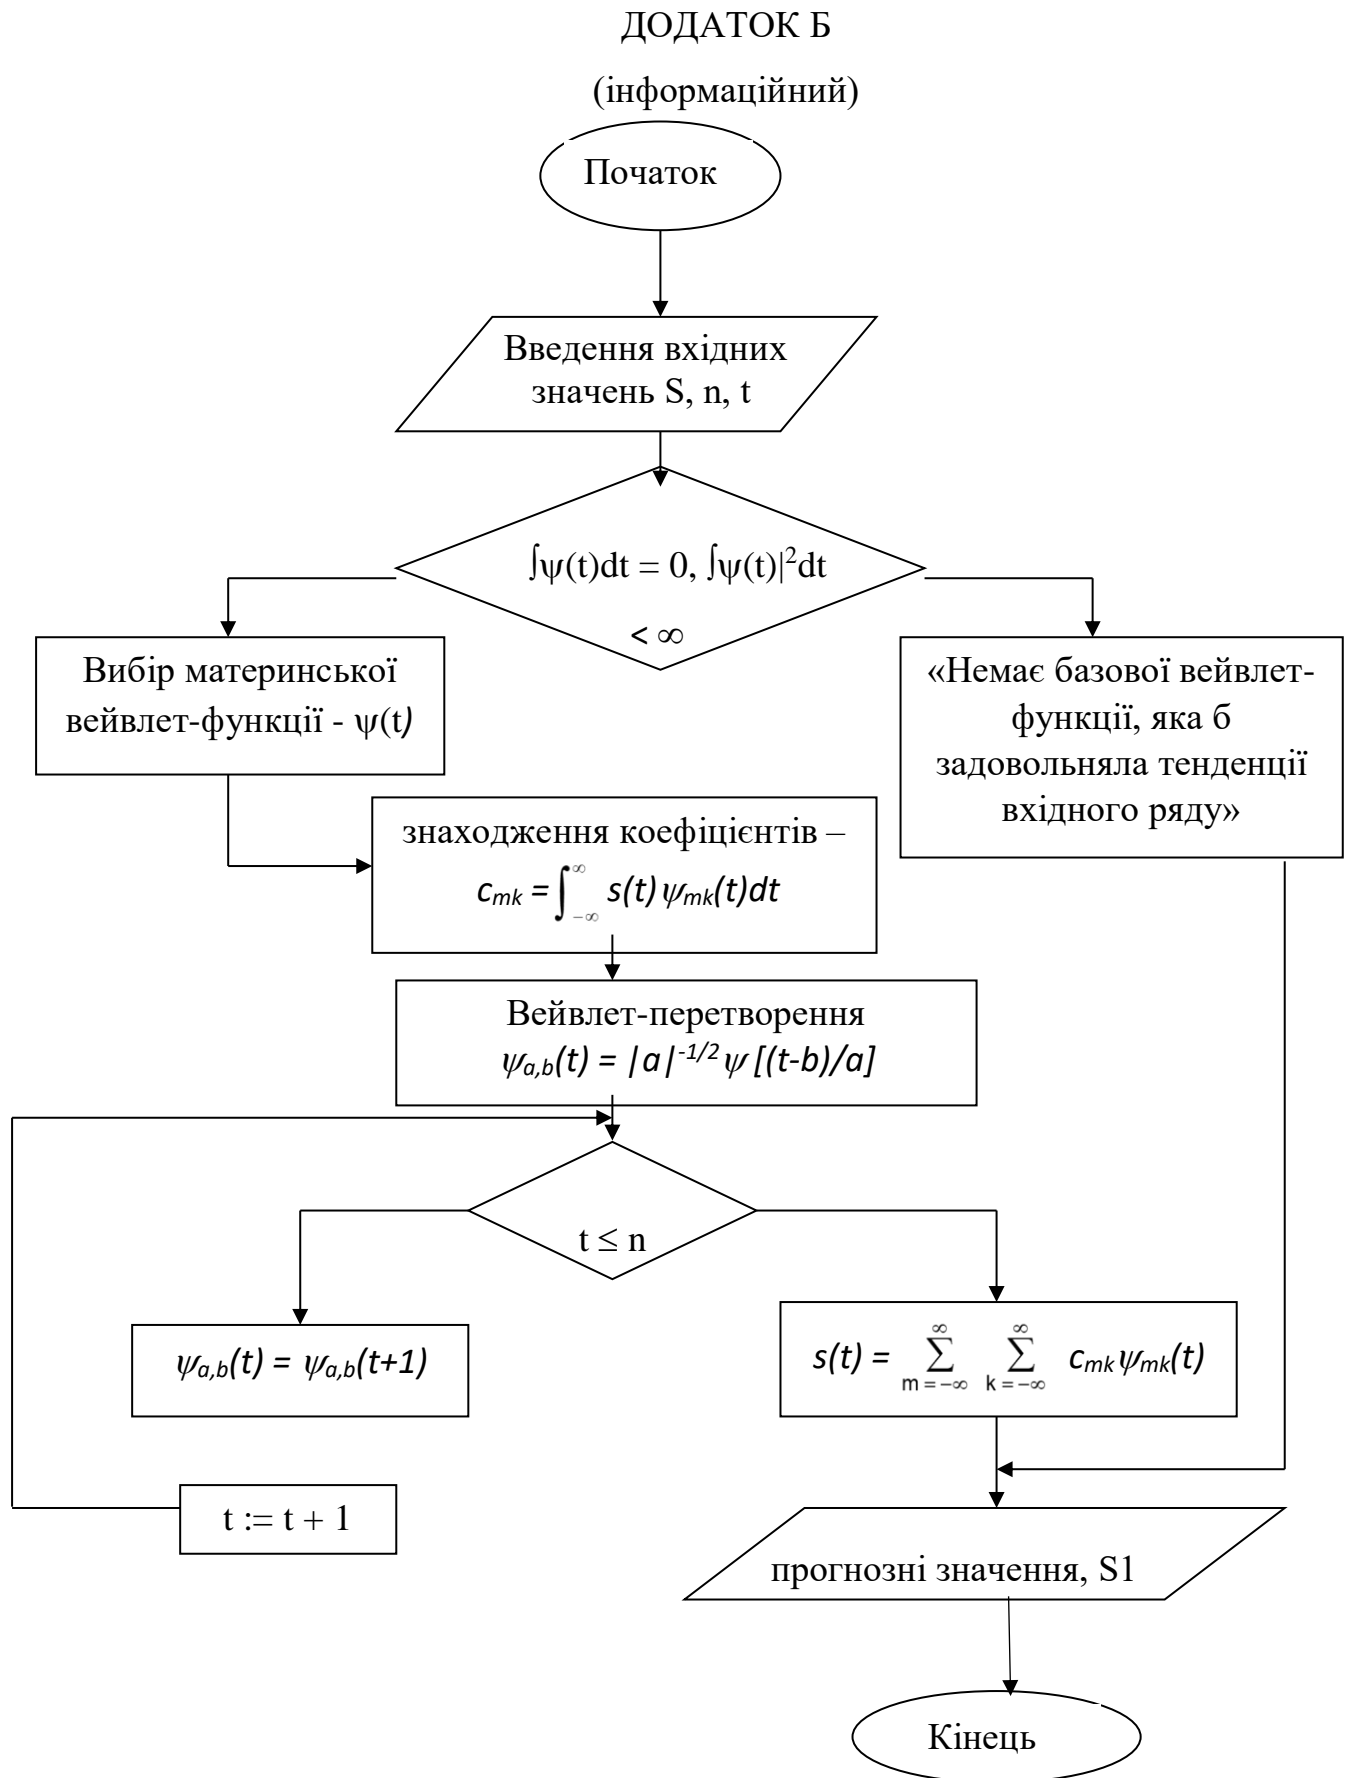 ДОДАТОК Б
(інформаційний)
Початок
Введення вхідних
значень S, n, t
∫ψ(t)dt = 0, ∫ψ(t)|²dt
< ∞
Вибір материнської
вейвлет-функції - ψ(t)
«Немає базової вейвлет-
функції, яка б
задовольняла тенденції
вхідного ряду»
знаходження коефіцієнтів –
cmk = ∫∞-∞ s(t) ψmk(t)dt
Вейвлет-перетворення
ψa,b(t) = |a|-1/2 ψ [(t-b)/a]
t ≤ n
ψa,b(t) = ψa,b(t+1)
s(t) = ∑∞m=-∞ ∑∞k=-∞ cmkψmk(t)
t := t + 1
прогнозні значення, S1
Кінець